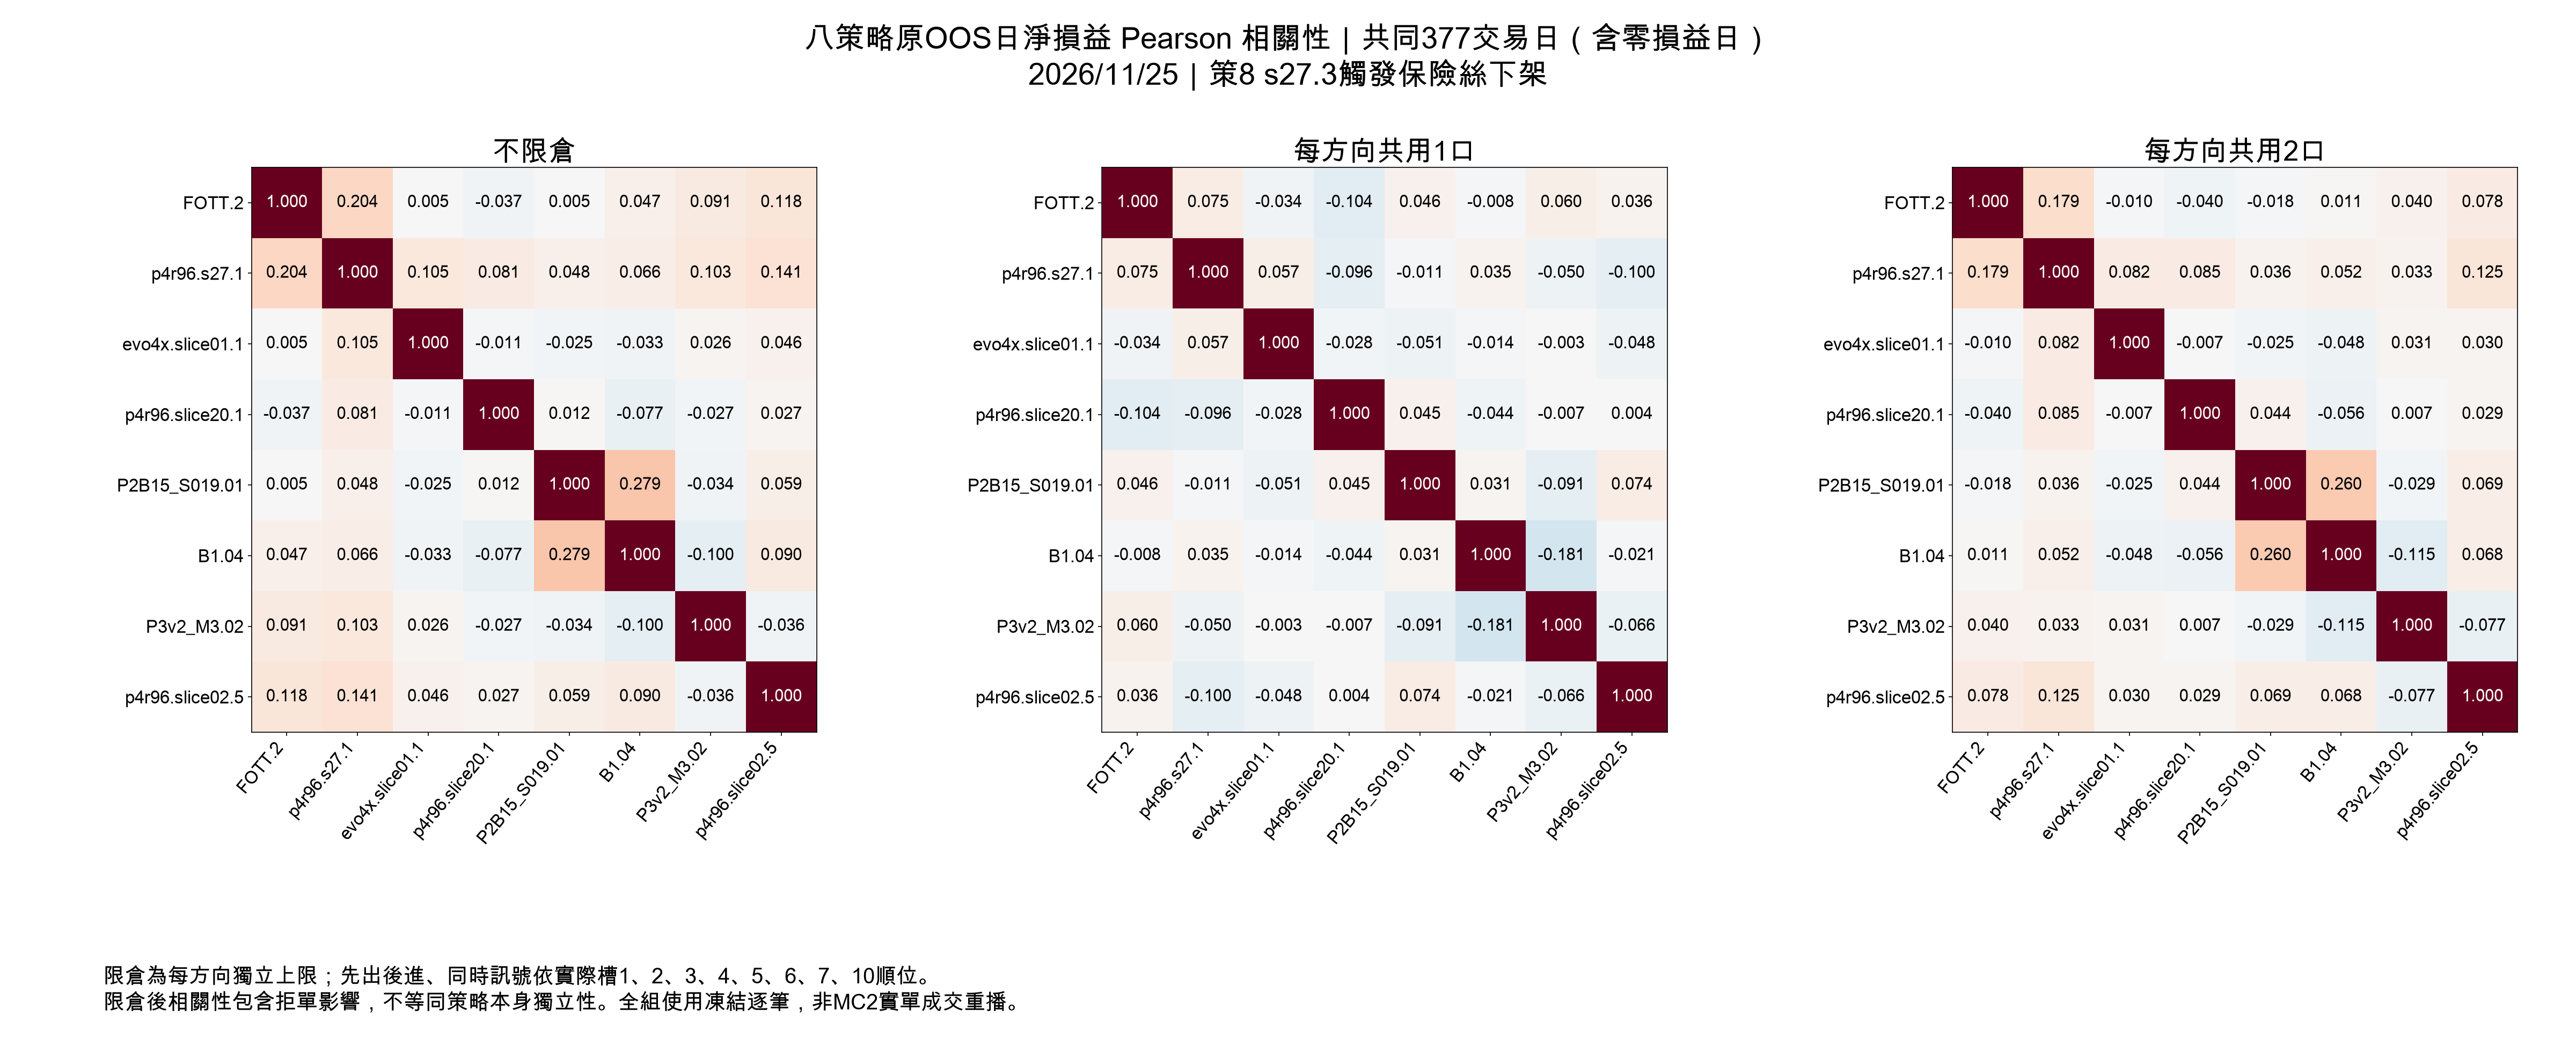 八策略原OOS日淨損益 Pearson 相關性｜共同377交易日（含零損益日）
2026/11/25｜策8 s27.3觸發保險絲下架
不限倉
FOTT.2 1.000 0.204 0.005 -0.037 0.005 0.047 0.091 0.118
p4r96.s27.1 0.204 1.000 0.105 0.081 0.048 0.066 0.103 0.141
evo4x.slice01.1 0.005 0.105 1.000 -0.011 -0.025 -0.033 0.026 0.046
p4r96.slice20.1 -0.037 0.081 -0.011 1.000 0.012 -0.077 -0.027 0.027
P2B15_S019.01 0.005 0.048 -0.025 0.012 1.000 0.279 -0.034 0.059
B1.04 0.047 0.066 -0.033 -0.077 0.279 1.000 -0.100 0.090
P3v2_M3.02 0.091 0.103 0.026 -0.027 -0.034 -0.100 1.000 -0.036
p4r96.slice02.5 0.118 0.141 0.046 0.027 0.059 0.090 -0.036 1.000
FOTT.2 p4r96.s27.1 evo4x.slice01.1 p4r96.slice20.1 P2B15_S019.01 B1.04 P3v2_M3.02 p4r96.slice02.5
每方向共用1口
FOTT.2 1.000 0.075 -0.034 -0.104 0.046 -0.008 0.060 0.036
p4r96.s27.1 0.075 1.000 0.057 -0.096 -0.011 0.035 -0.050 -0.100
evo4x.slice01.1 -0.034 0.057 1.000 -0.028 -0.051 -0.014 -0.003 -0.048
p4r96.slice20.1 -0.104 -0.096 -0.028 1.000 0.045 -0.044 -0.007 0.004
P2B15_S019.01 0.046 -0.011 -0.051 0.045 1.000 0.031 -0.091 0.074
B1.04 -0.008 0.035 -0.014 -0.044 0.031 1.000 -0.181 -0.021
P3v2_M3.02 0.060 -0.050 -0.003 -0.007 -0.091 -0.181 1.000 -0.066
p4r96.slice02.5 0.036 -0.100 -0.048 0.004 0.074 -0.021 -0.066 1.000
FOTT.2 p4r96.s27.1 evo4x.slice01.1 p4r96.slice20.1 P2B15_S019.01 B1.04 P3v2_M3.02 p4r96.slice02.5
每方向共用2口
FOTT.2 1.000 0.179 -0.010 -0.040 -0.018 0.011 0.040 0.078
p4r96.s27.1 0.179 1.000 0.082 0.085 0.036 0.052 0.033 0.125
evo4x.slice01.1 -0.010 0.082 1.000 -0.007 -0.025 -0.048 0.031 0.030
p4r96.slice20.1 -0.040 0.085 -0.007 1.000 0.044 -0.056 0.007 0.029
P2B15_S019.01 -0.018 0.036 -0.025 0.044 1.000 0.260 -0.029 0.069
B1.04 0.011 0.052 -0.048 -0.056 0.260 1.000 -0.115 0.068
P3v2_M3.02 0.040 0.033 0.031 0.007 -0.029 -0.115 1.000 -0.077
p4r96.slice02.5 0.078 0.125 0.030 0.029 0.069 0.068 -0.077 1.000
FOTT.2 p4r96.s27.1 evo4x.slice01.1 p4r96.slice20.1 P2B15_S019.01 B1.04 P3v2_M3.02 p4r96.slice02.5
限倉為每方向獨立上限；先出後進、同時訊號依實際槽1、2、3、4、5、6、7、10順位。
限倉後相關性包含拒單影響，不等同策略本身獨立性。全組使用凍結逐筆，非MC2實單成交重播。